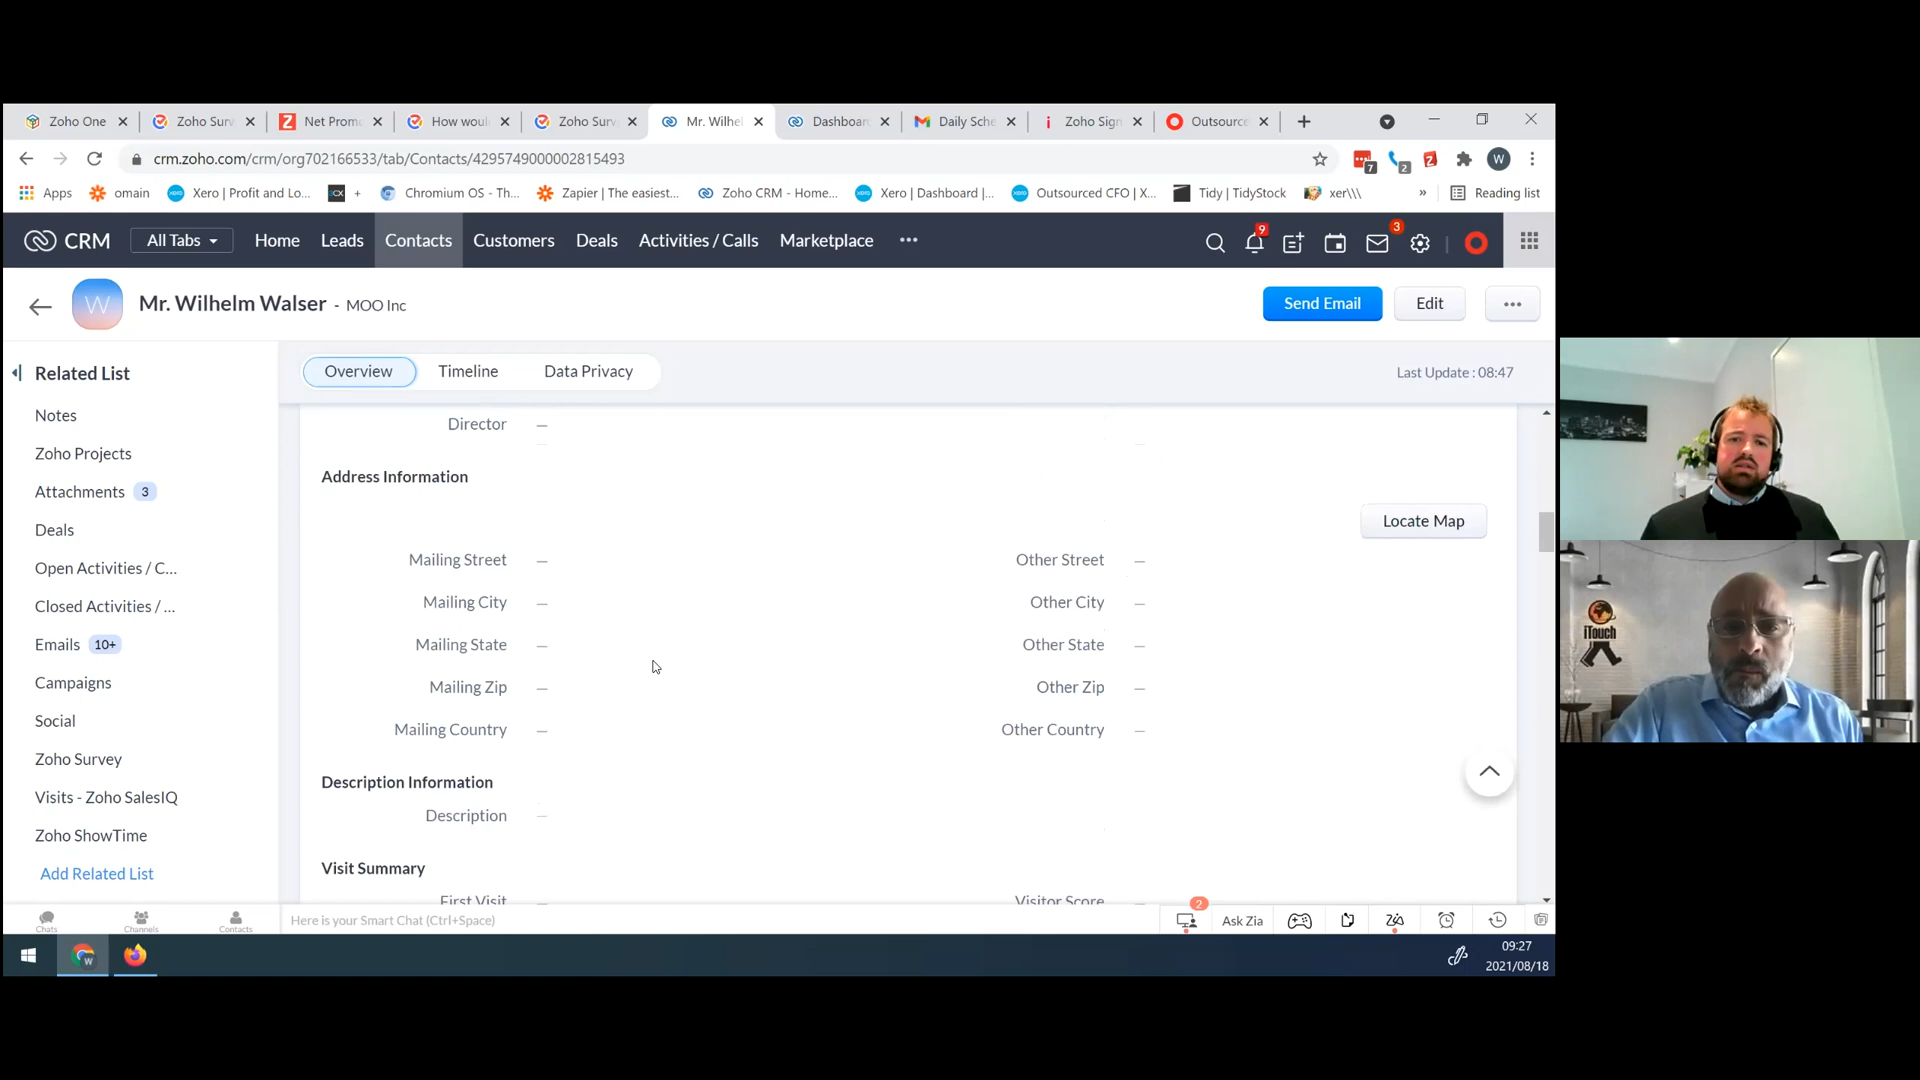 Zoho One
Zoho Surv
Net Promo
How woul
Zoho Surv
Mr. Wilhel
Dashboar
Daily Sche
Zoho Sign
Outsource
crm.zoho.com/crm/org702166533/tab/Contacts/4295749000002815493
7
2
W
Apps
omain
Xero | Profit and Lo...
+
Chromium OS - Th...
Zapier | The easiest...
Zoho CRM - Home...
Xero | Dashboard |...
Outsourced CFO | X...
Tidy | TidyStock
xer\\\
»
Reading list
CRM
All Tabs
Home
Leads
Contacts
Customers
Deals
Activities / Calls
Marketplace
9
3
W
Mr. Wilhelm Walser - MOO Inc
Send Email
Edit
Related List
Overview
Timeline
Data Privacy
Last Update : 08:47
Notes
Zoho Projects
Attachments 3
Deals
Open Activities / C...
Closed Activities / ...
Emails 10+
Campaigns
Social
Zoho Survey
Visits - Zoho SalesIQ
Zoho ShowTime
Add Related List
Director —
Address Information
Locate Map
Mailing Street — Other Street —
Mailing City — Other City —
Mailing State — Other State —
Mailing Zip — Other Zip —
Mailing Country — Other Country —
Description Information
Description —
Visit Summary
First Visit — Visitor Score —
Chats
Channels
Contacts
Here is your Smart Chat (Ctrl+Space)
2
Ask Zia
09:27
2021/08/18
iTouch